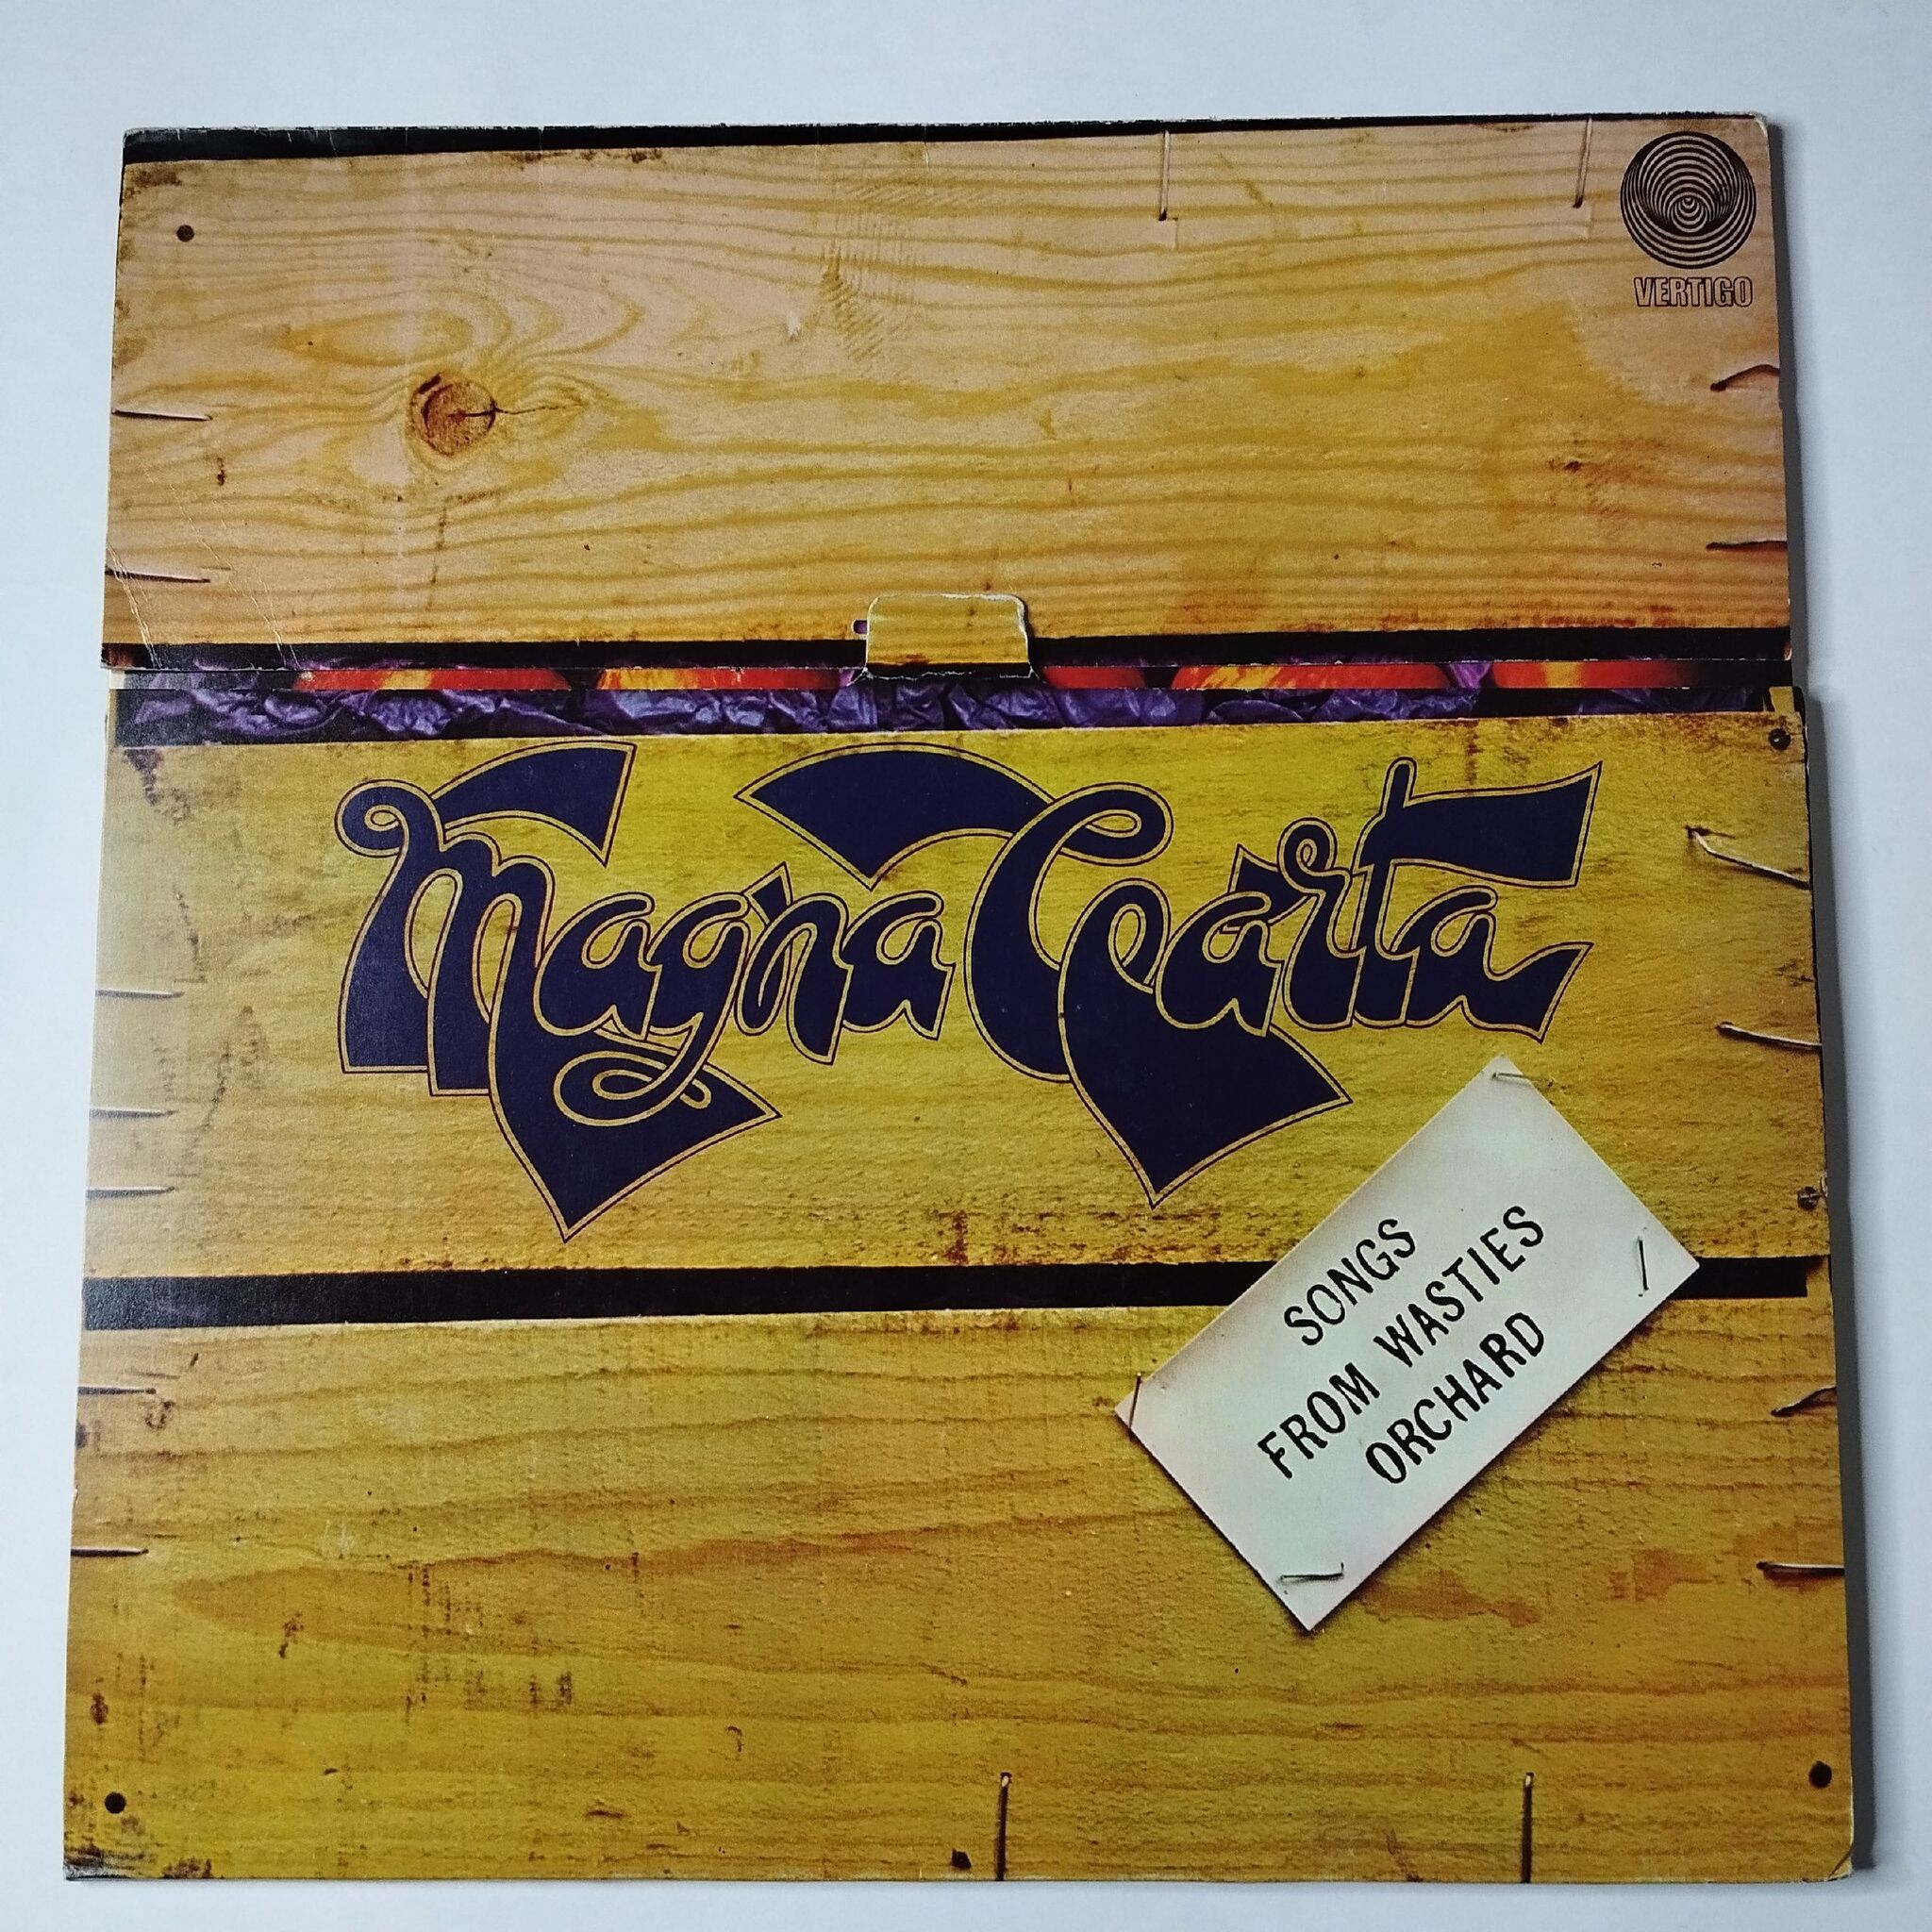 VERTIGO
Magna Carta
SONGS
FROM WASTIES
ORCHARD